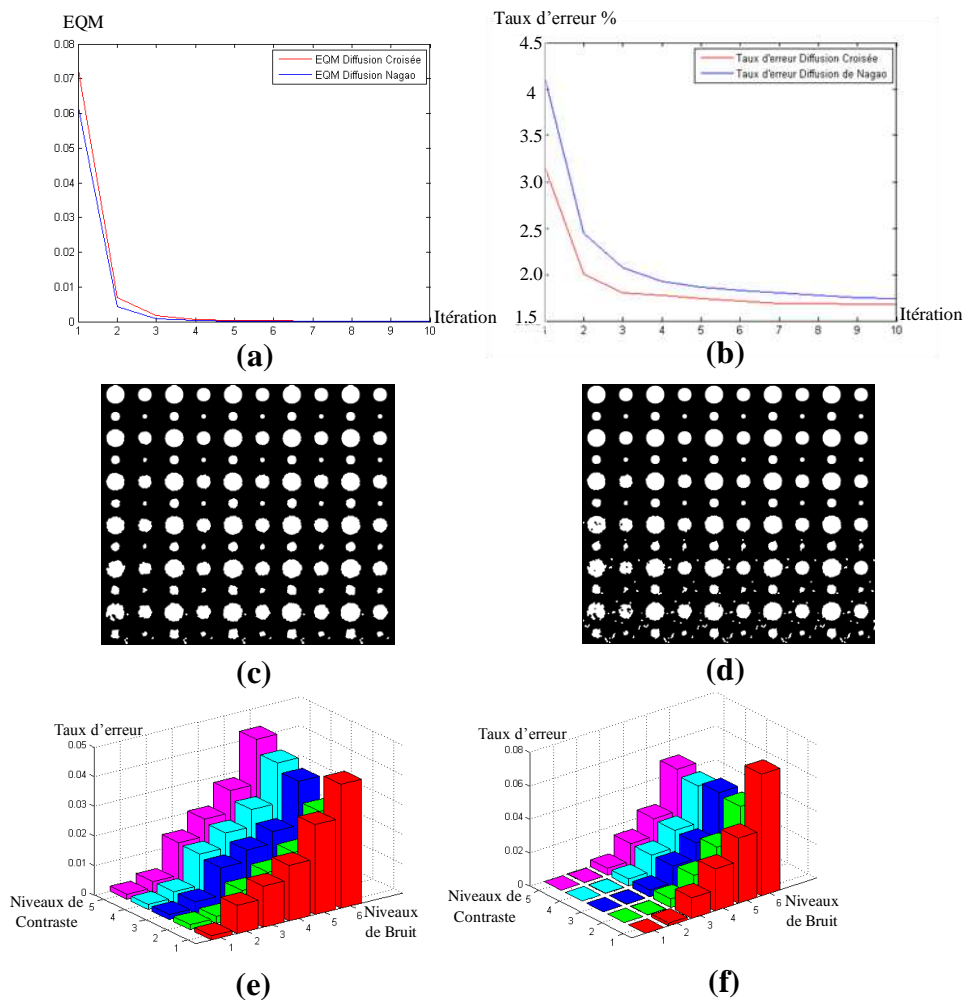 EQM
0.08
0.07
0.06
0.05
0.04
0.03
0.02
0.01
0
1 2 3 4 5 6 7 8 9 10
EQM Diffusion Croisée
EQM Diffusion Nagao
Itération
(a)
Taux d'erreur %
4.5
4
3.5
3.0
2.5
2.0
1.5
1 2 3 4 5 6 7 8 9 10
Taux d'erreur Diffusion Croisée
Taux d'erreur Diffusion de Nagao
Itération
(b)
(c)
(d)
Taux d'erreur
0.05
0.04
0.03
0.02
0.01
0
Niveaux de
Contraste
5 4 3 2 1
1 2 3 4 5 6
Niveaux
de Bruit
(e)
Taux d'erreur
0.08
0.06
0.04
0.02
0
Niveaux de
Contraste
5 4 3 2 1
1 2 3 4 5 6
Niveaux
de Bruit
(f)